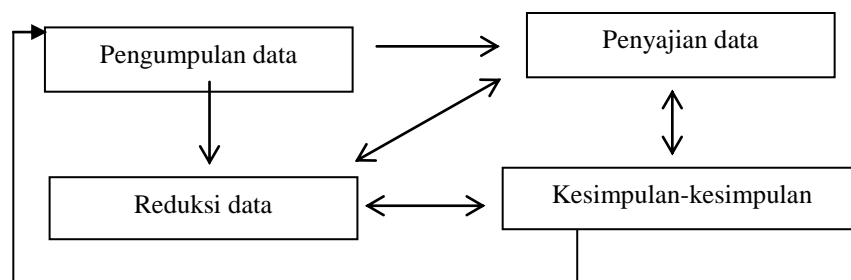 Pengumpulan data
Penyajian data
Reduksi data
Kesimpulan-kesimpulan